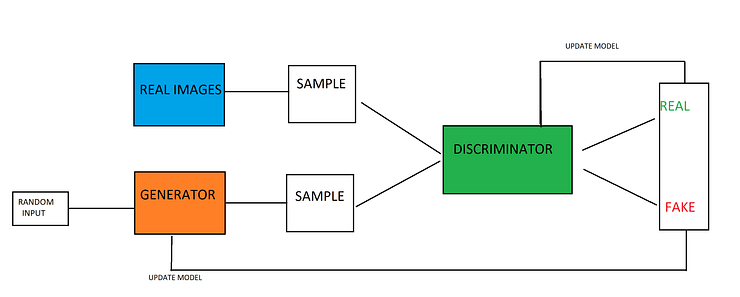 UPDATE MODEL
REAL IMAGES
SAMPLE
REAL
DISCRIMINATOR
GENERATOR
SAMPLE
RANDOM
INPUT
FAKE
UPDATE MODEL